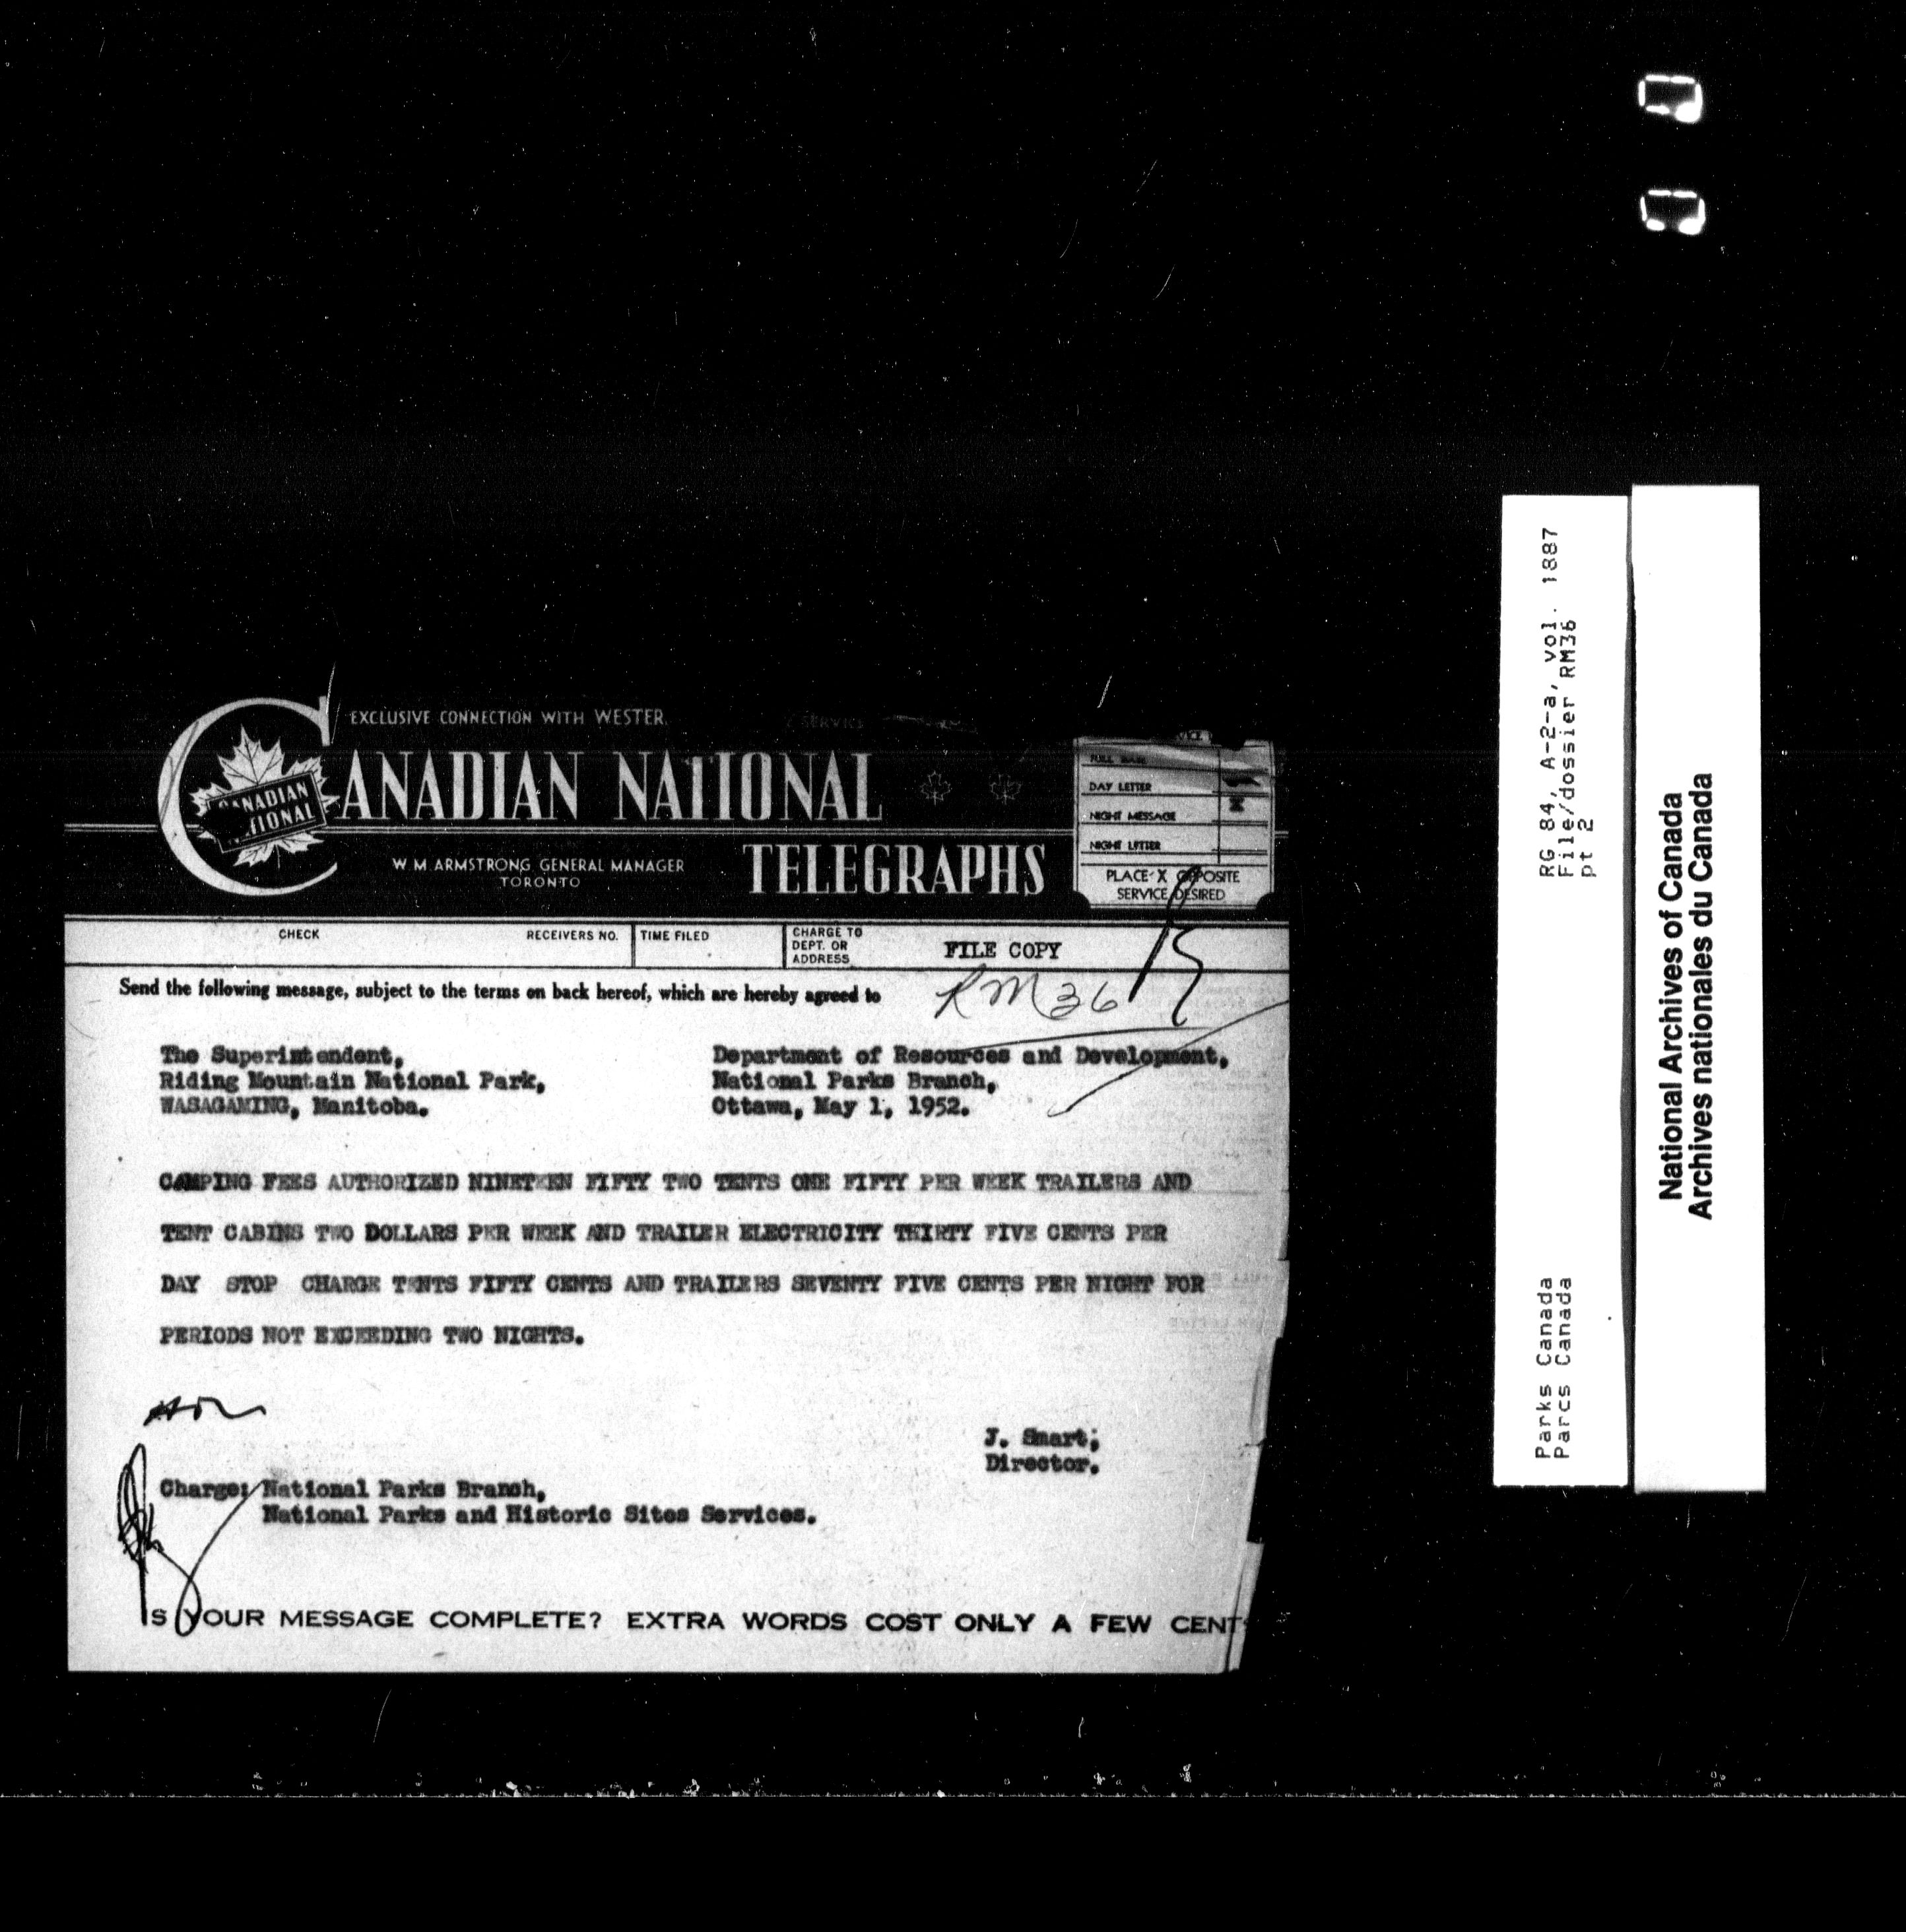 EXCLUSIVE CONNECTION WITH WESTER
SERVICE
CANADIAN NATIONAL
CANADIAN
NATIONAL
TELEGRAPHS
W. M. ARMSTRONG, GENERAL MANAGER
TORONTO
FULL RATE
DAY LETTER
NIGHT MESSAGE
NIGHT LETTER
PLACE X OPPOSITE
SERVICE DESIRED
CHECK
RECEIVERS NO.
TIME FILED
CHARGE TO
DEPT. OR
ADDRESS
FILE COPY
Send the following message, subject to the terms on back hereof, which are hereby agreed to
RM36
The Superintendent,
Riding Mountain National Park,
WASAGAMING, Manitoba.
Department of Resources and Development,
National Parks Branch,
Ottawa, May 1, 1952.
CAMPING FEES AUTHORIZED NINETEEN FIFTY TWO TENTS ONE FIFTY PER WEEK TRAILERS AND
TENT CABINS TWO DOLLARS PER WEEK AND TRAILER ELECTRICITY THIRTY FIVE CENTS PER
DAY STOP CHARGE TENTS FIFTY CENTS AND TRAILERS SEVENTY FIVE CENTS PER NIGHT FOR
PERIODS NOT EXCEEDING TWO NIGHTS.
J. Smart,
Director.
Charge: National Parks Branch,
National Parks and Historic Sites Services.
IS YOUR MESSAGE COMPLETE? EXTRA WORDS COST ONLY A FEW CENTS
Parks Canada
Parcs Canada
RG 84, A-2-a, vol. 1887
File/dossier RM36
pt 2
National Archives of Canada
Archives nationales du Canada